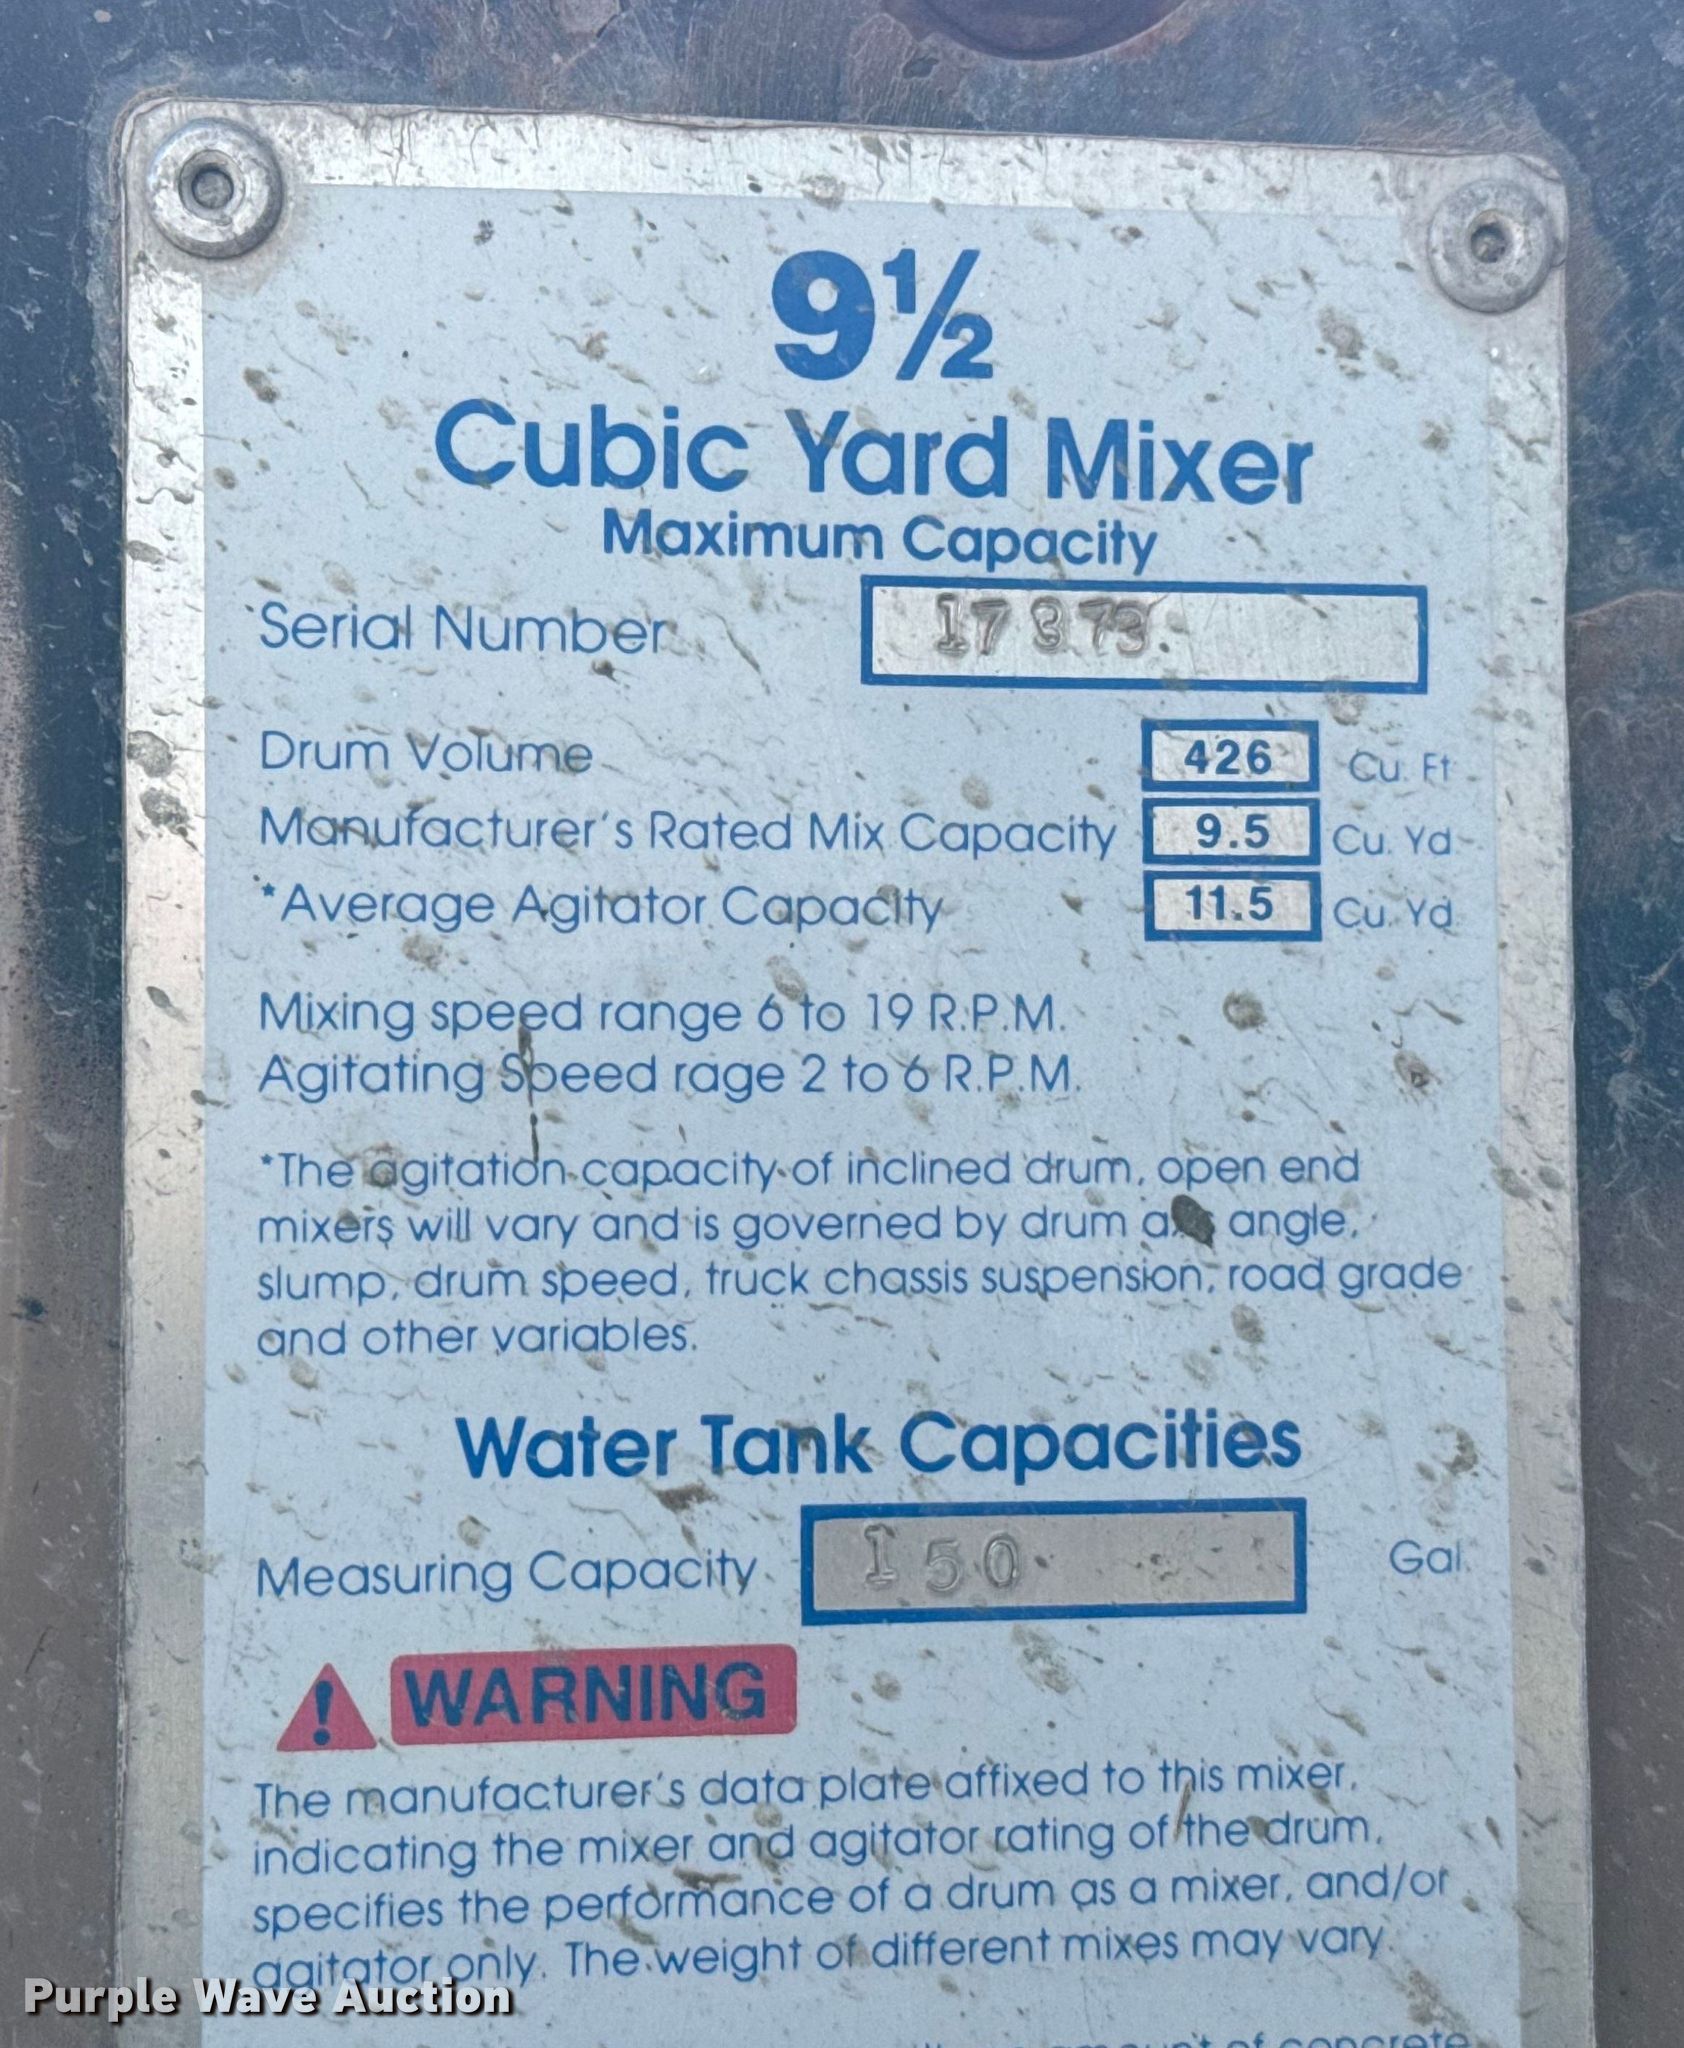 9½
Cubic Yard Mixer
Maximum Capacity
Serial Number 17373
Drum Volume 426 Cu. Ft
Manufacturer's Rated Mix Capacity 9.5 Cu. Yd
*Average Agitator Capacity 11.5 Cu. Yd
Mixing speed range 6 to 19 R.P.M.
Agitating Speed rage 2 to 6 R.P.M.
*The agitation capacity of inclined drum, open end
mixers will vary and is governed by drum axis angle,
slump, drum speed, truck chassis suspension, road grade
and other variables.
Water Tank Capacities
Measuring Capacity 150 Gal.
! WARNING
The manufacturer's data plate affixed to this mixer,
indicating the mixer and agitator rating of the drum,
specifies the performance of a drum as a mixer, and/or
agitator only. The weight of different mixes may vary.
amount of concrete
Purple Wave Auction